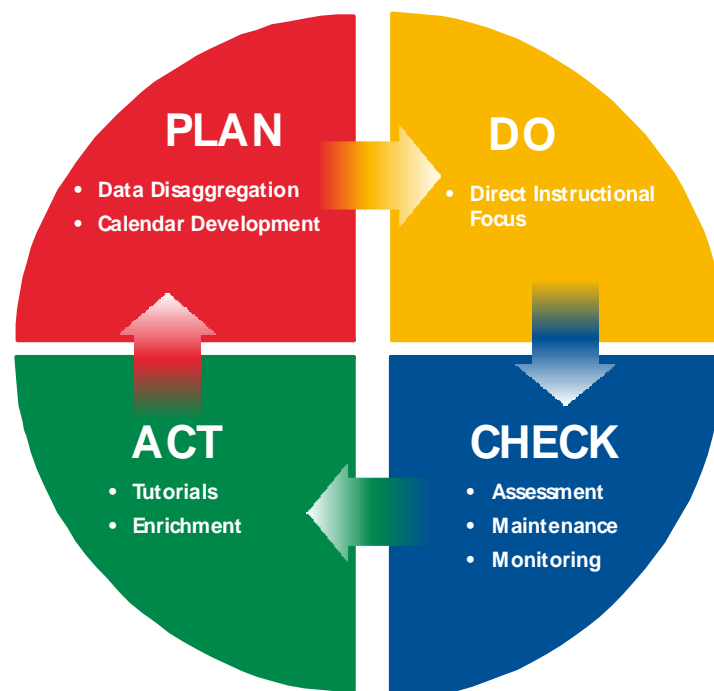 PLAN
• Data Disaggregation
• Calendar Development
DO
• Direct Instructional
Focus
ACT
• Tutorials
• Enrichment
CHECK
• Assessment
• Maintenance
• Monitoring